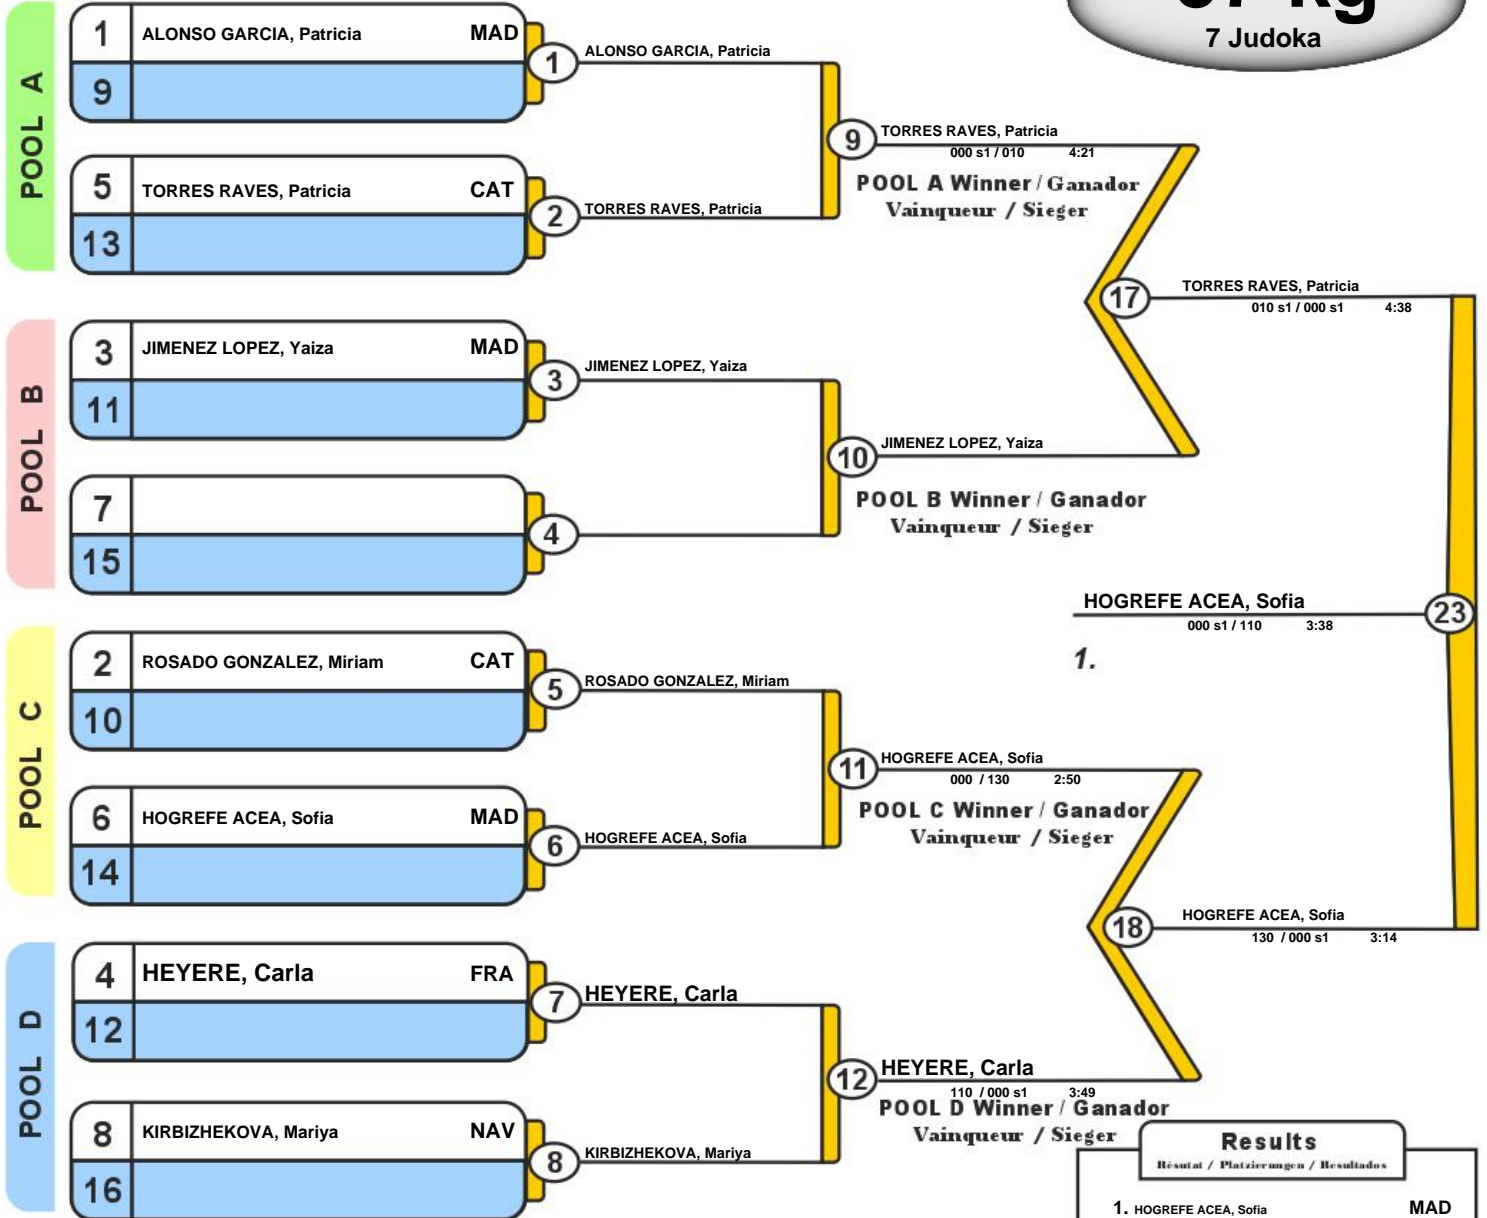 kg
7 Judoka
POOL A
1 ALONSO GARCIA, Patricia MAD
9
1 ALONSO GARCIA, Patricia
5 TORRES RAVES, Patricia CAT
13
2 TORRES RAVES, Patricia
9 TORRES RAVES, Patricia
000 s1 / 010 4:21
POOL A Winner / Ganador
Vainqueur / Sieger
17 TORRES RAVES, Patricia
010 s1 / 000 s1 4:38
POOL B
3 JIMENEZ LOPEZ, Yaiza MAD
11
3 JIMENEZ LOPEZ, Yaiza
7
15
4
10 JIMENEZ LOPEZ, Yaiza
POOL B Winner / Ganador
Vainqueur / Sieger
HOGREFE ACEA, Sofia 23
000 s1 / 110 3:38
1.
POOL C
2 ROSADO GONZALEZ, Miriam CAT
10
5 ROSADO GONZALEZ, Miriam
6 HOGREFE ACEA, Sofia MAD
14
6 HOGREFE ACEA, Sofia
11 HOGREFE ACEA, Sofia
000 / 130 2:50
POOL C Winner / Ganador
Vainqueur / Sieger
18 HOGREFE ACEA, Sofia
130 / 000 s1 3:14
POOL D
4 HEYERE, Carla FRA
12
7 HEYERE, Carla
8 KIRBIZHEKOVA, Mariya NAV
16
8 KIRBIZHEKOVA, Mariya
12 HEYERE, Carla
110 / 000 s1 3:49
POOL D Winner / Ganador
Vainqueur / Sieger
Results
Résutat / Platzierungen / Resultados
1. HOGREFE ACEA, Sofia MAD